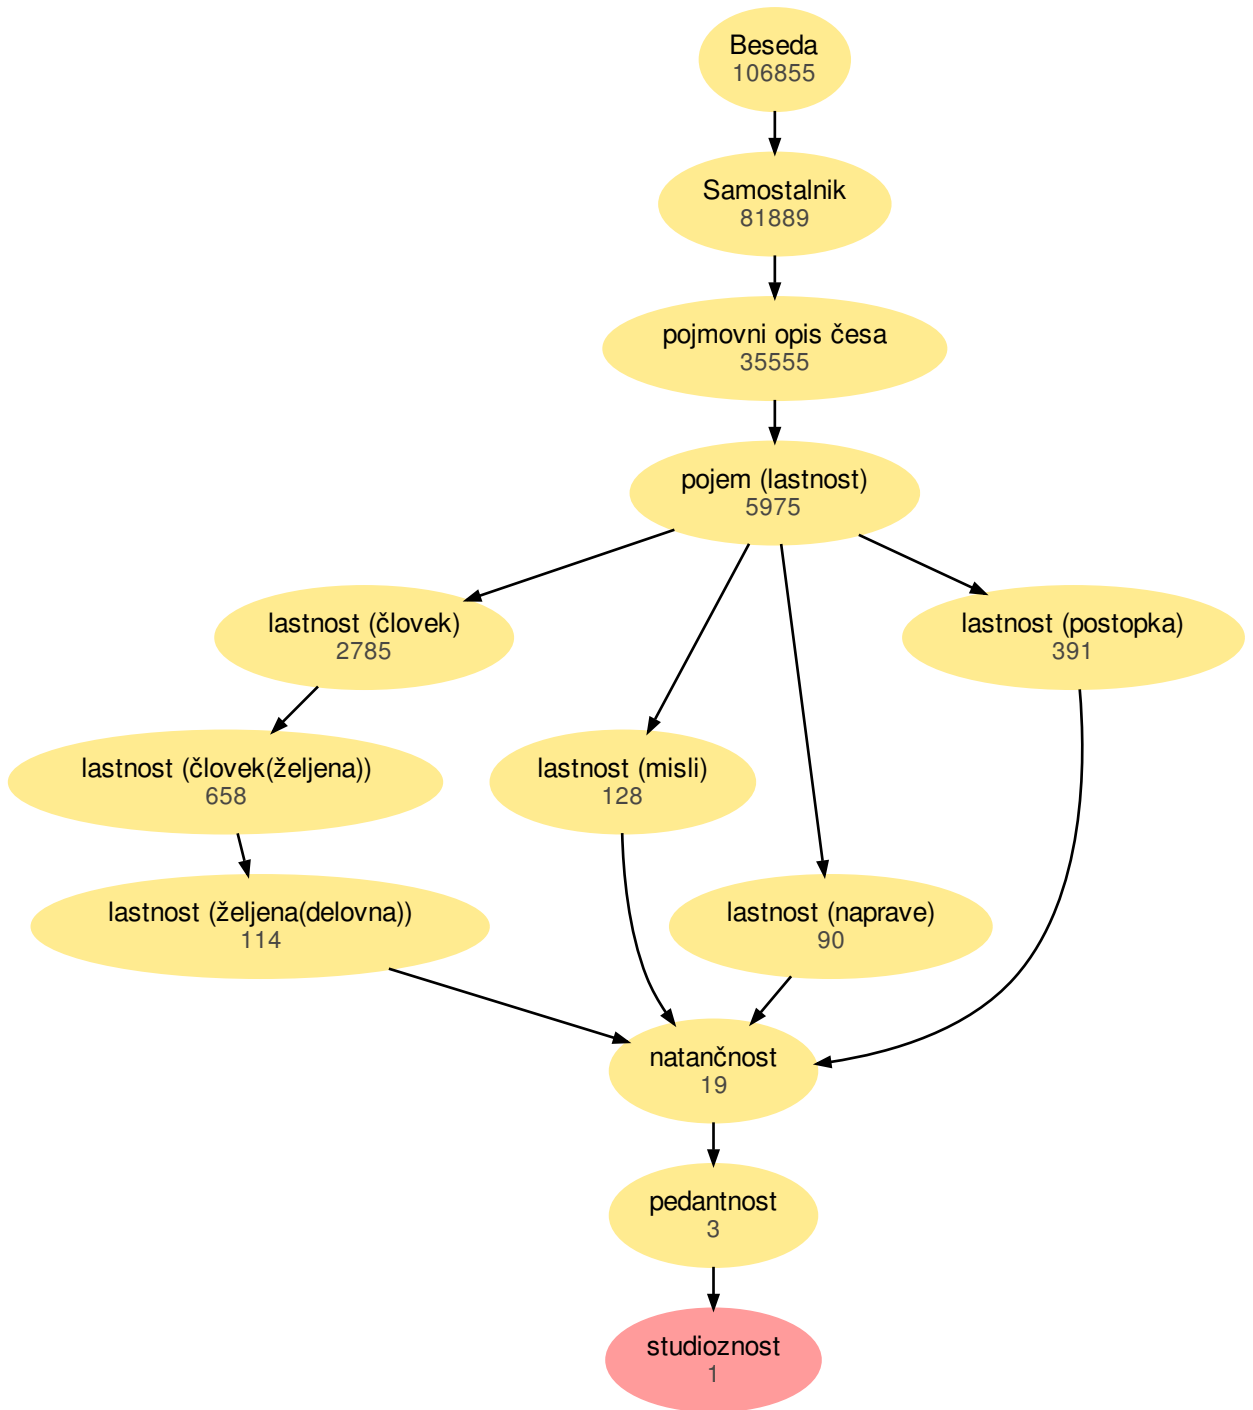 Beseda
106855
Samostalnik
81889
pojmovni opis česa
35555
pojem (lastnost)
5975
lastnost (človek)
2785
lastnost (postopka)
391
lastnost (človek(željena))
658
lastnost (misli)
128
lastnost (željena(delovna))
114
lastnost (naprave)
90
natančnost
19
pedantnost
3
studioznost
1